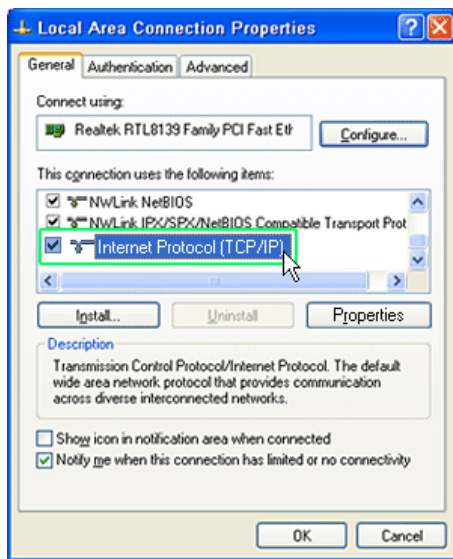 Local Area Connection Properties
General Authentication Advanced
Connect using:
Realtek RTL8139 Family PCI Fast Eth
Configure...
This connection uses the following items:
NWLink NetBIOS
NWLink IPX/SPX/NetBIOS Compatible Transport Prot
Internet Protocol (TCP/IP)
Install... Uninstall Properties
Description
Transmission Control Protocol/Internet Protocol. The default
wide area network protocol that provides communication
across diverse interconnected networks.
Show icon in notification area when connected
Notify me when this connection has limited or no connectivity
OK Cancel